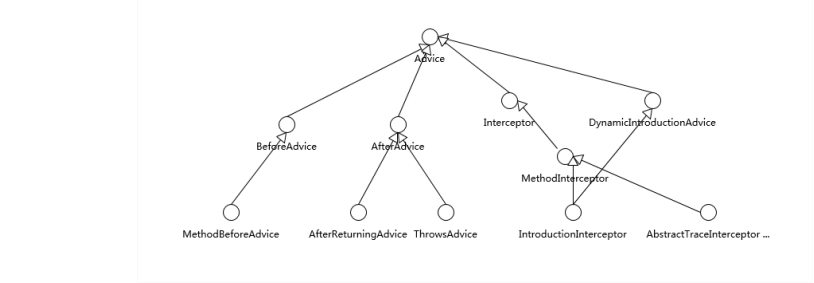 Advice
Interceptor
DynamicIntroductionAdvice
BeforeAdvice
AfterAdvice
MethodInterceptor
MethodBeforeAdvice
AfterReturningAdvice
ThrowsAdvice
IntroductionInterceptor
AbstractTraceInterceptor ...